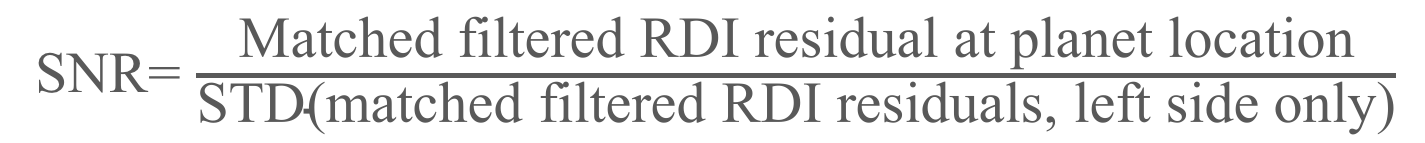 Matched filtered RDI residual at planet location
SNR=
STD-(matched filtered RDI residuals, left side only)